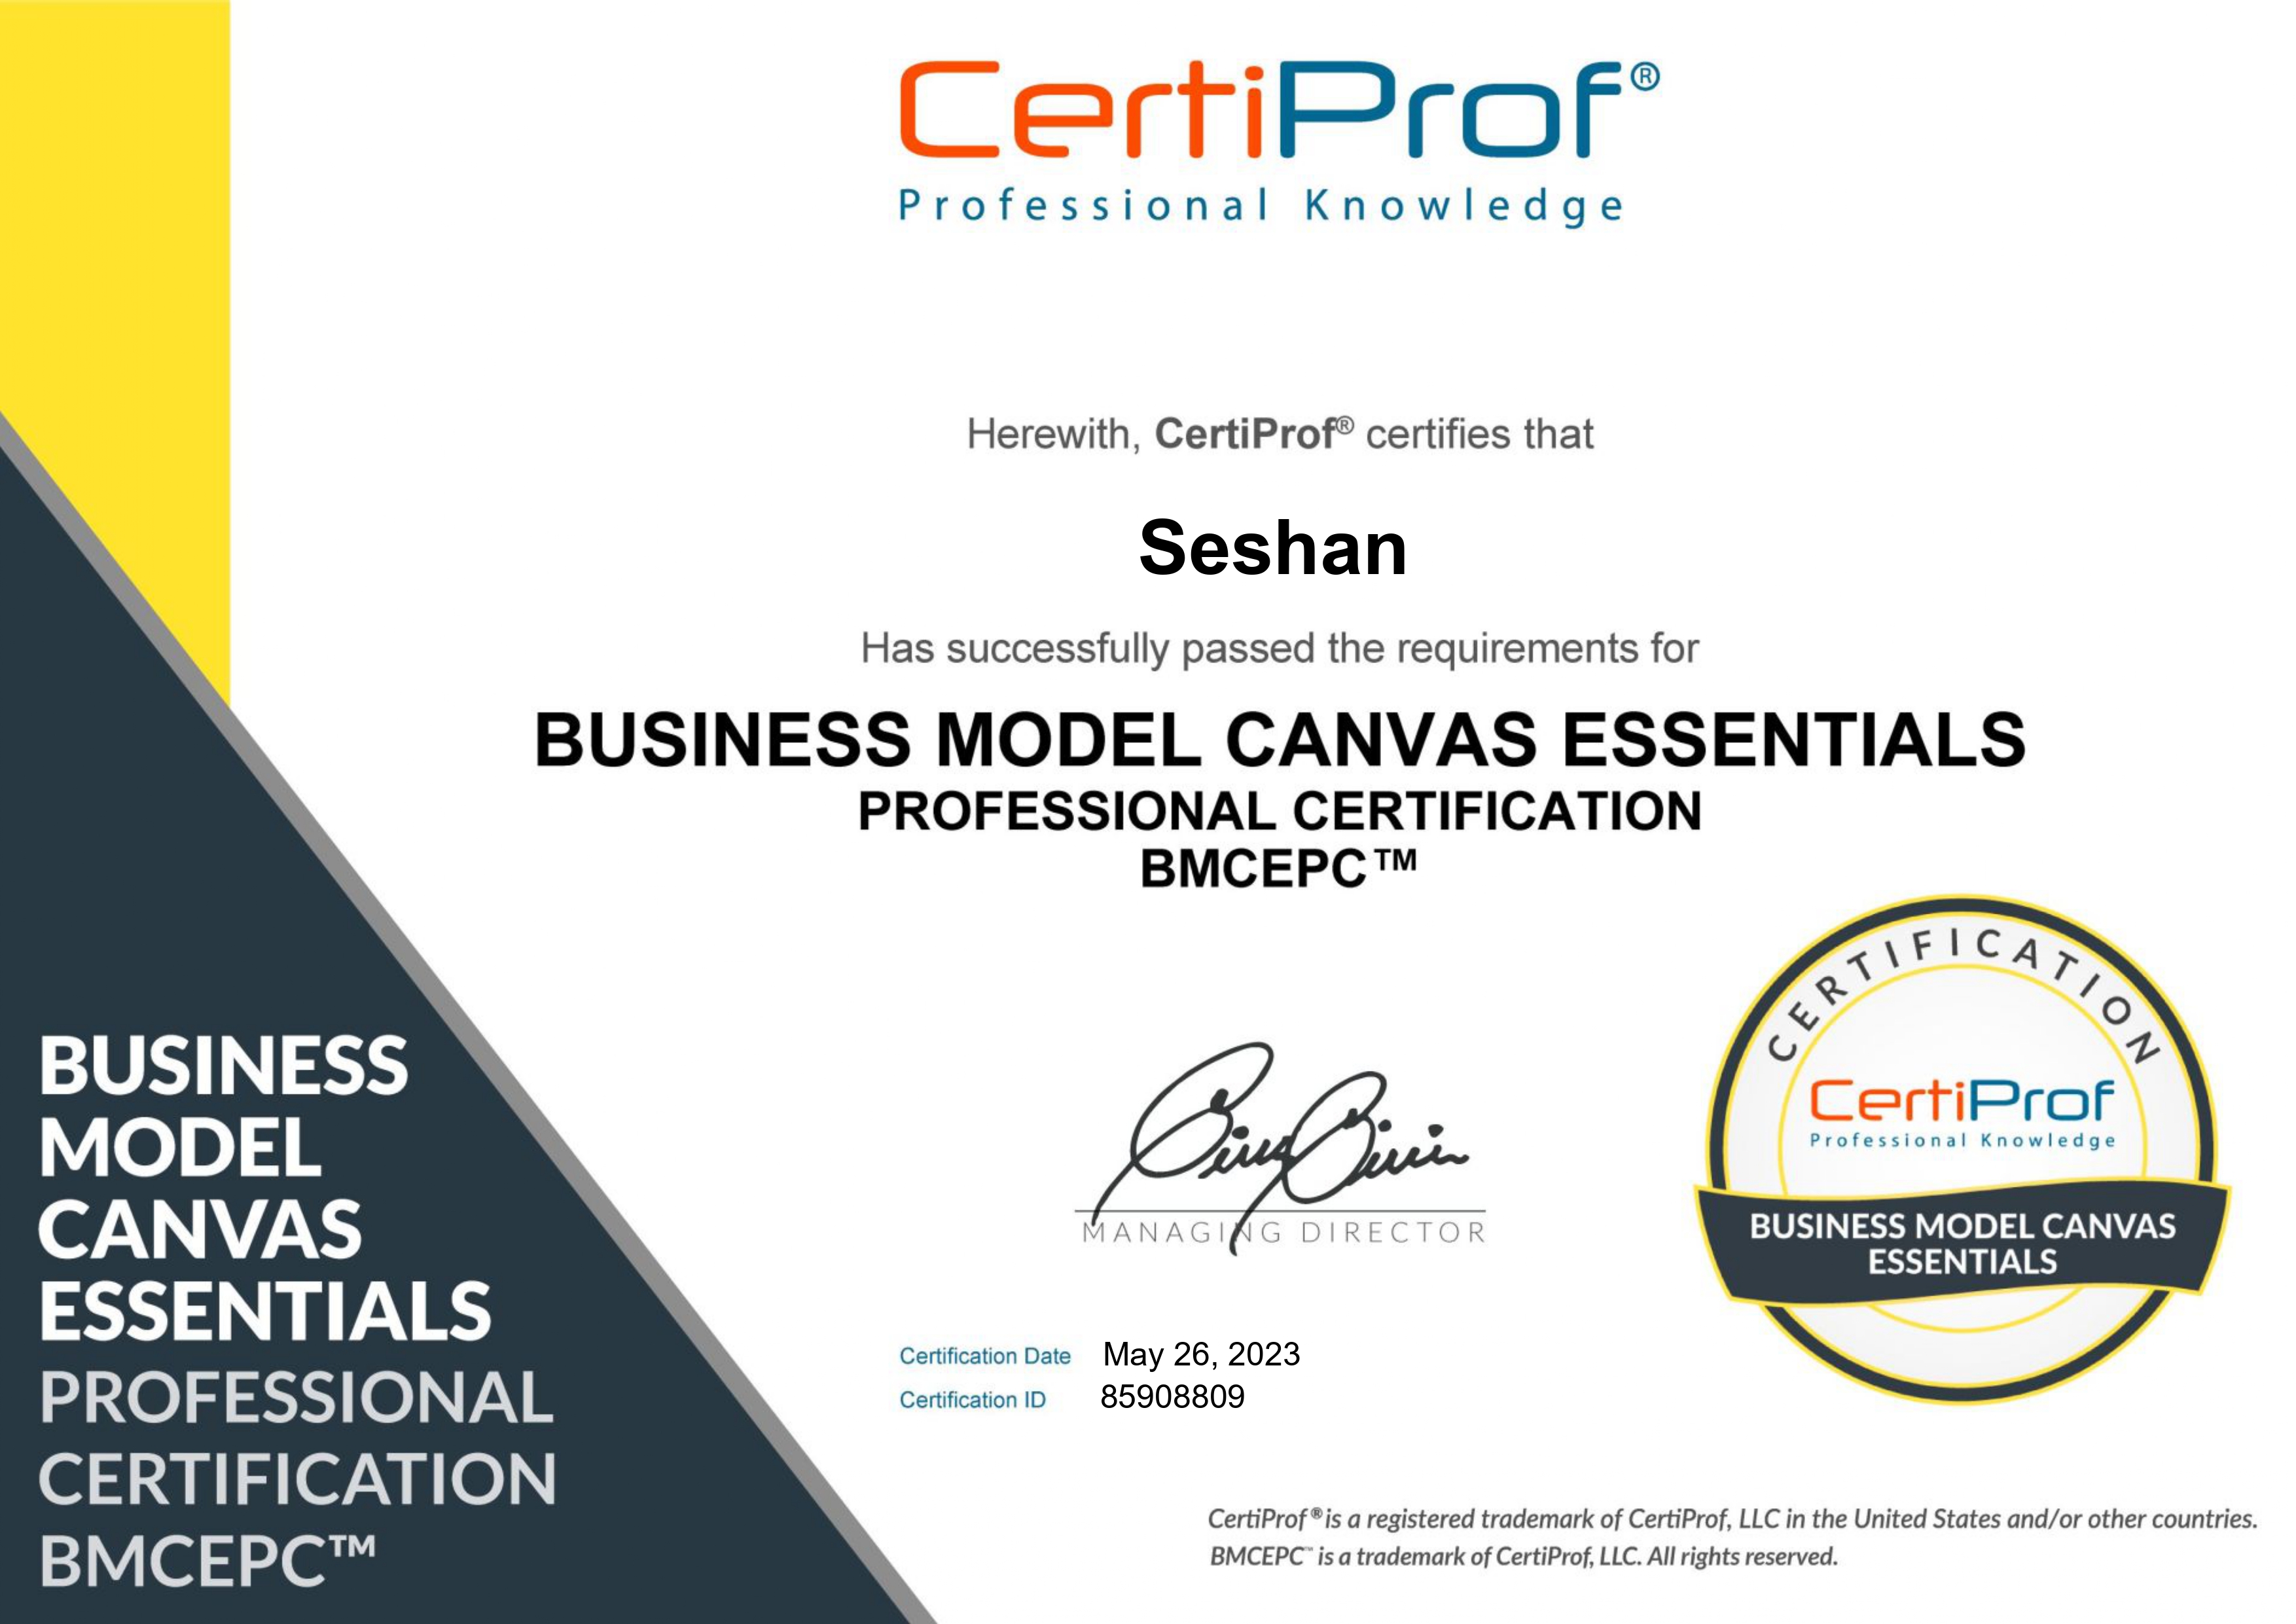 CertiProf®
Professional Knowledge
Herewith, CertiProf® certifies that
Seshan
Has successfully passed the requirements for
BUSINESS MODEL CANVAS ESSENTIALS
PROFESSIONAL CERTIFICATION
BMCEPC™
MANAGING DIRECTOR
Certification Date May 26, 2023
Certification ID 85908809
CERTIFICATION
CertiProf
Professional Knowledge
BUSINESS MODEL CANVAS
ESSENTIALS
BUSINESS
MODEL
CANVAS
ESSENTIALS
PROFESSIONAL
CERTIFICATION
BMCEPC™
CertiProf® is a registered trademark of CertiProf, LLC in the United States and/or other countries.
BMCEPC™ is a trademark of CertiProf, LLC. All rights reserved.